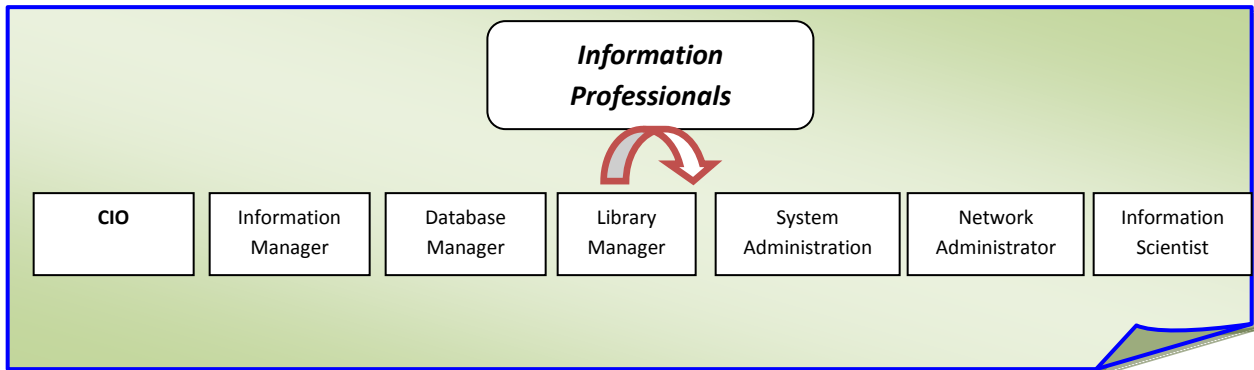 Information
Professionals
CIO
Information
Manager
Database
Manager
Library
Manager
System
Administration
Network
Administrator
Information
Scientist